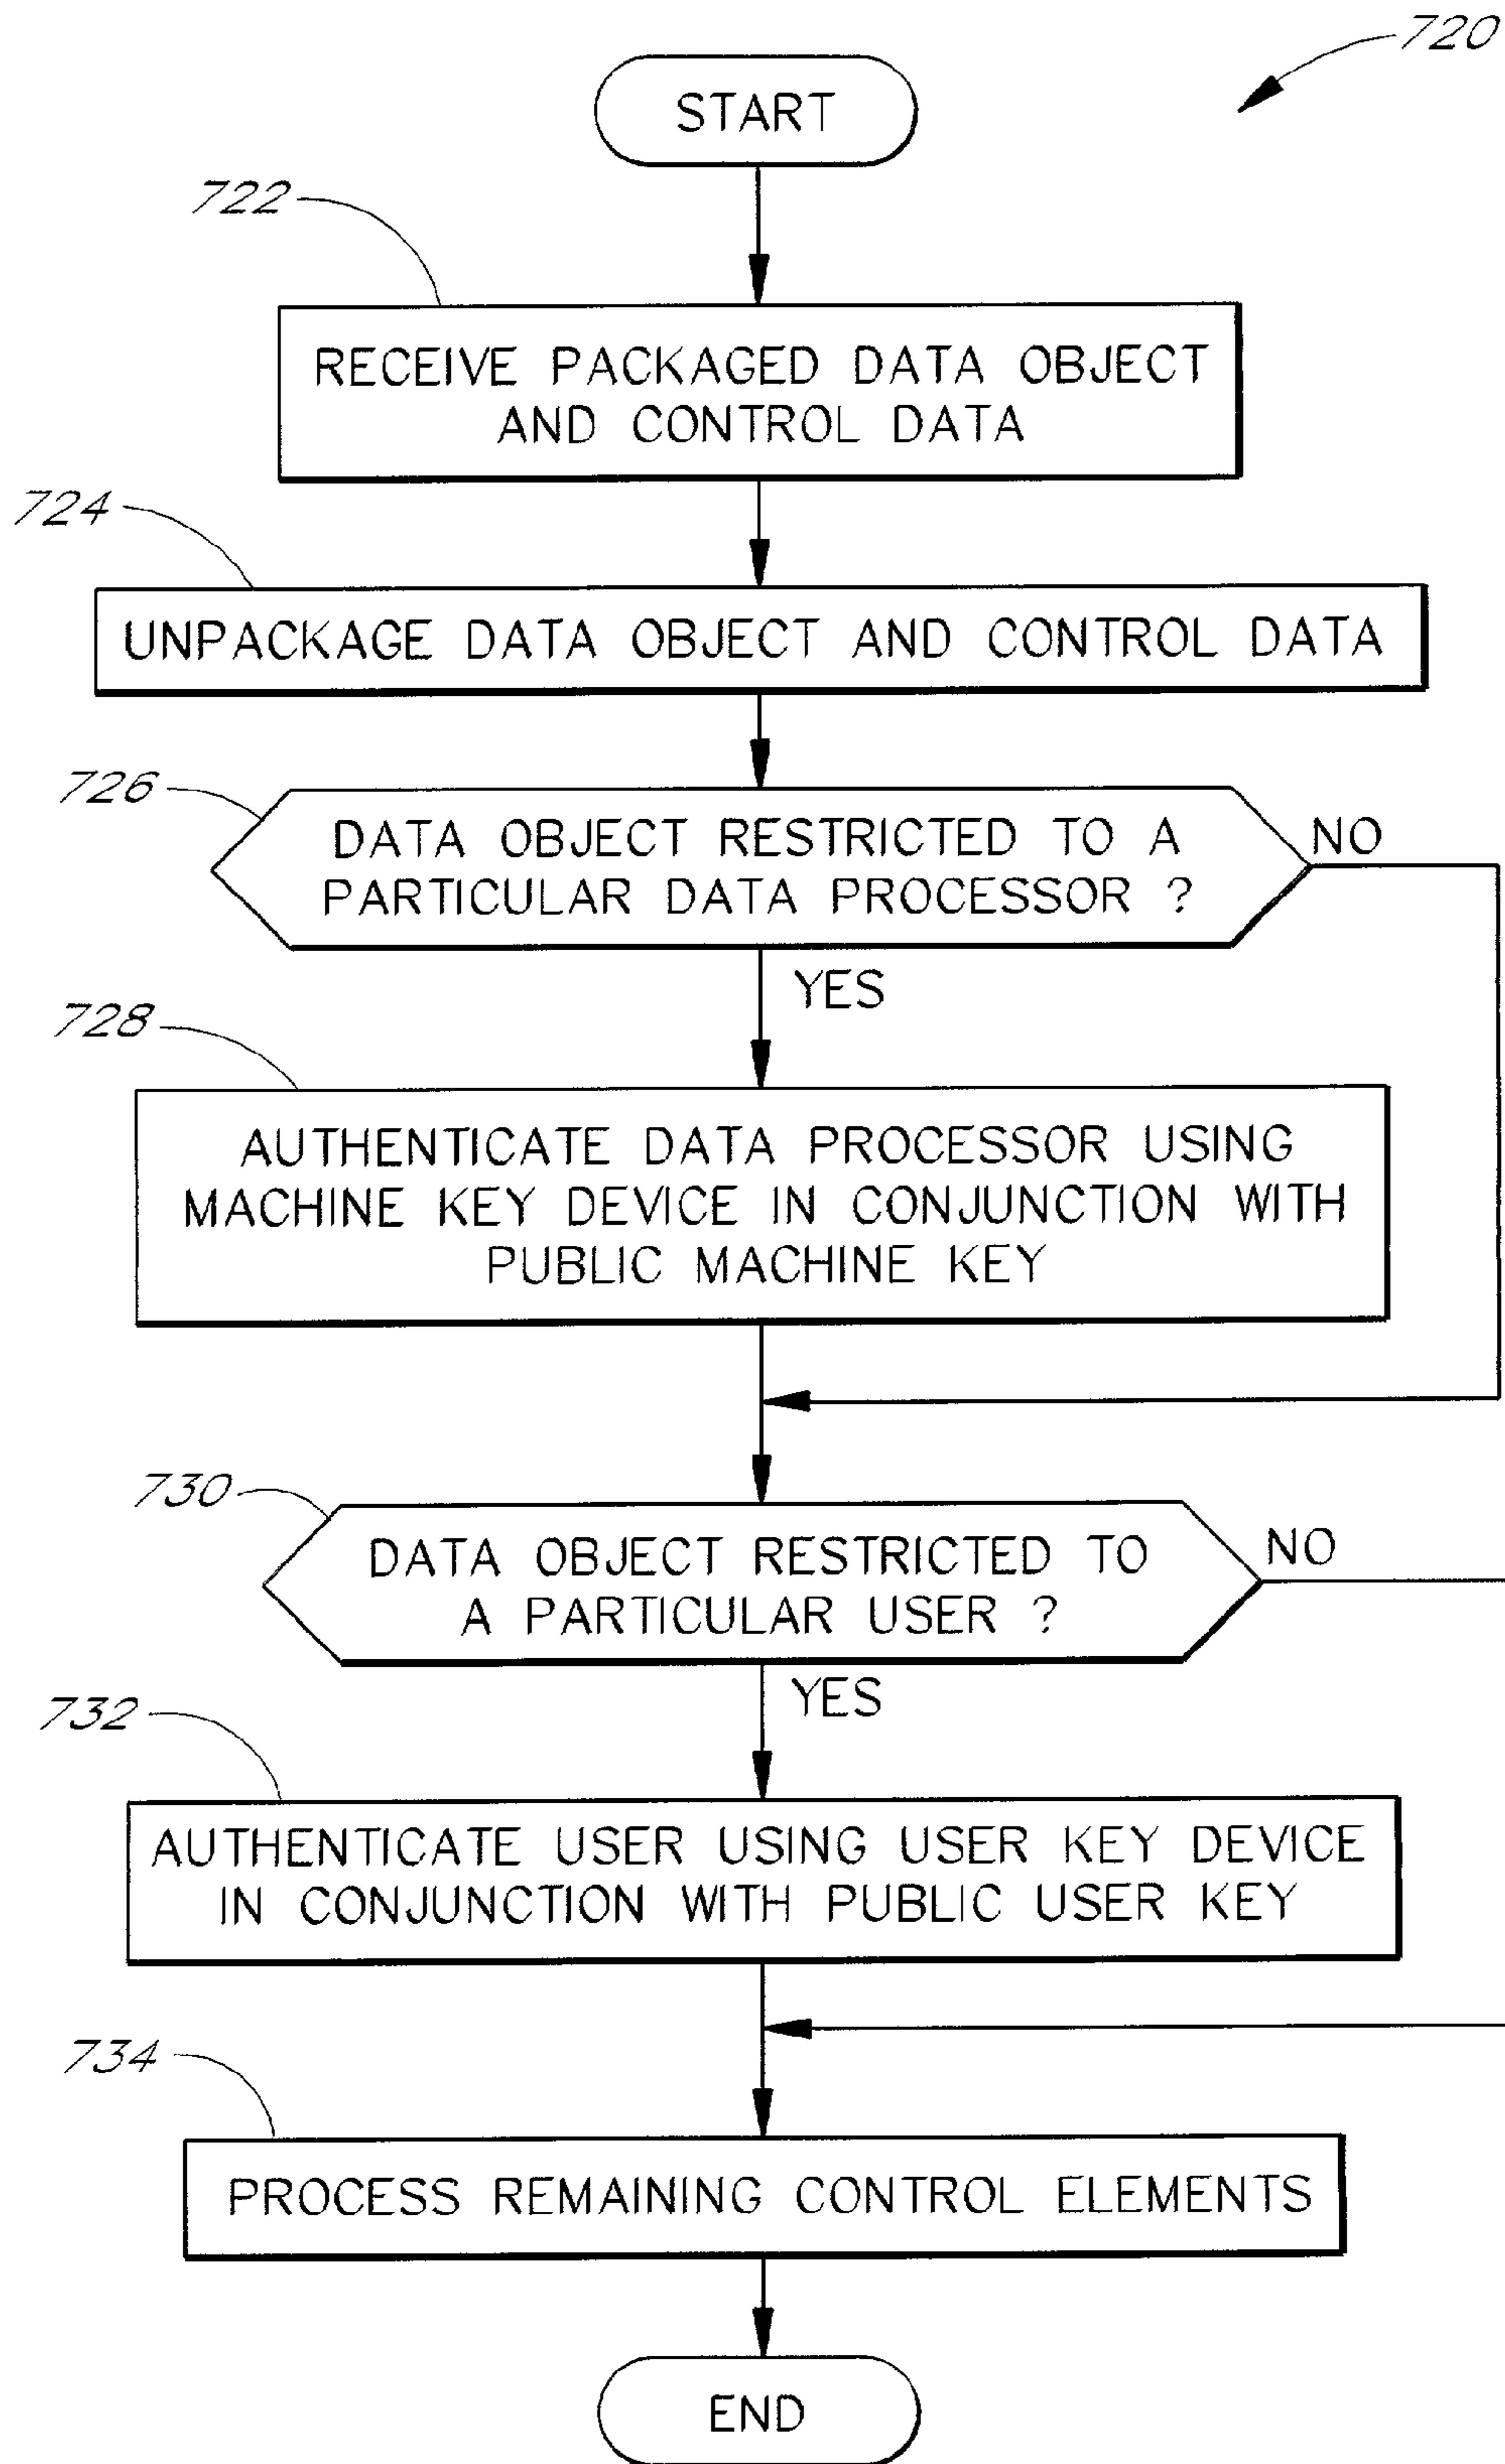 720
START
722
RECEIVE PACKAGED DATA OBJECT
AND CONTROL DATA
724
UNPACKAGE DATA OBJECT AND CONTROL DATA
726
DATA OBJECT RESTRICTED TO A
PARTICULAR DATA PROCESSOR ?
NO
YES
728
AUTHENTICATE DATA PROCESSOR USING
MACHINE KEY DEVICE IN CONJUNCTION WITH
PUBLIC MACHINE KEY
730
DATA OBJECT RESTRICTED TO
A PARTICULAR USER ?
NO
YES
732
AUTHENTICATE USER USING USER KEY DEVICE
IN CONJUNCTION WITH PUBLIC USER KEY
734
PROCESS REMAINING CONTROL ELEMENTS
END